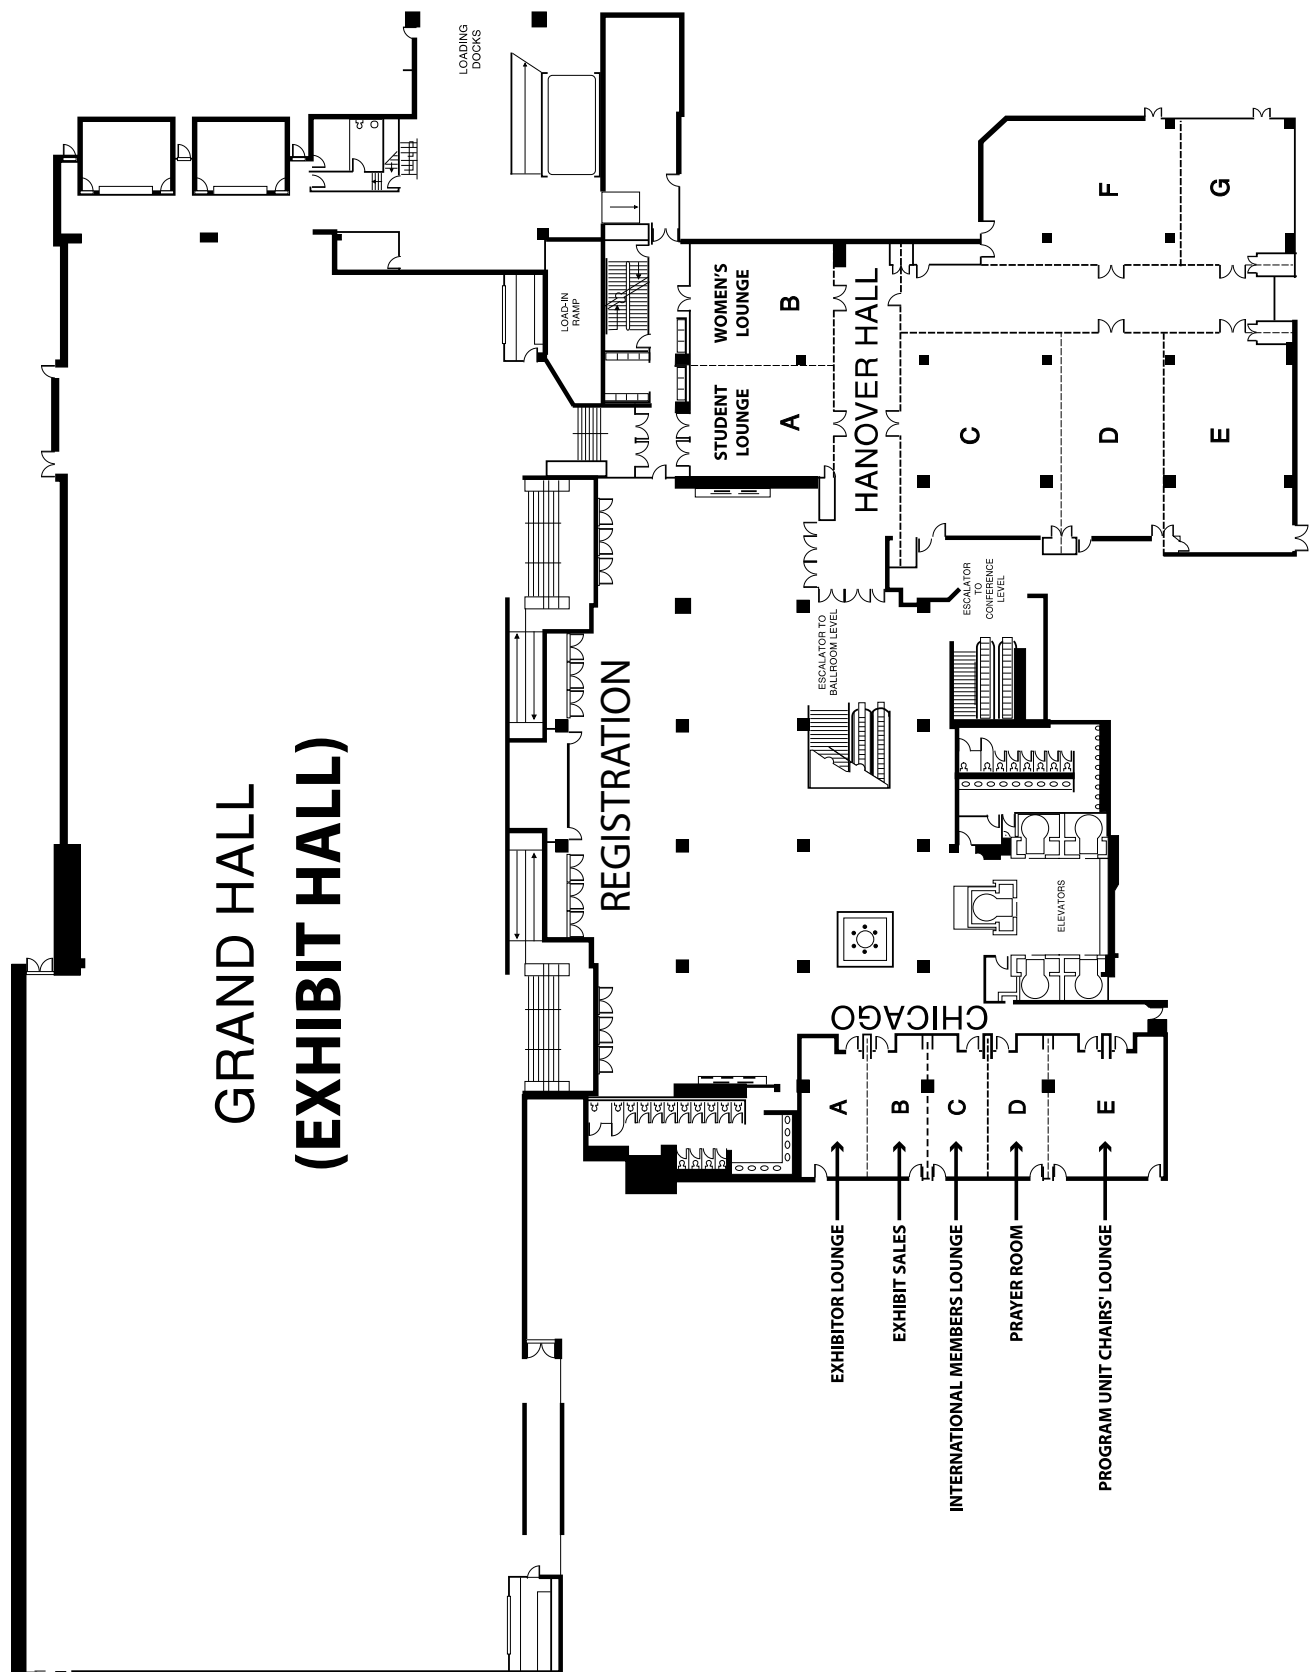 GRAND HALL
(EXHIBIT HALL)
LOADING
DOCKS
LOAD-IN
RAMP
REGISTRATION
STUDENT
LOUNGE
A
WOMEN'S
LOUNGE
B
HANOVER HALL
C
D
E
F
G
ESCALATOR TO
BALLROOM LEVEL
ESCALATOR
TO
CONFERENCE
LEVEL
ELEVATORS
CHICAGO
A
B
C
D
E
EXHIBITOR LOUNGE
EXHIBIT SALES
INTERNATIONAL MEMBERS LOUNGE
PRAYER ROOM
PROGRAM UNIT CHAIRS' LOUNGE